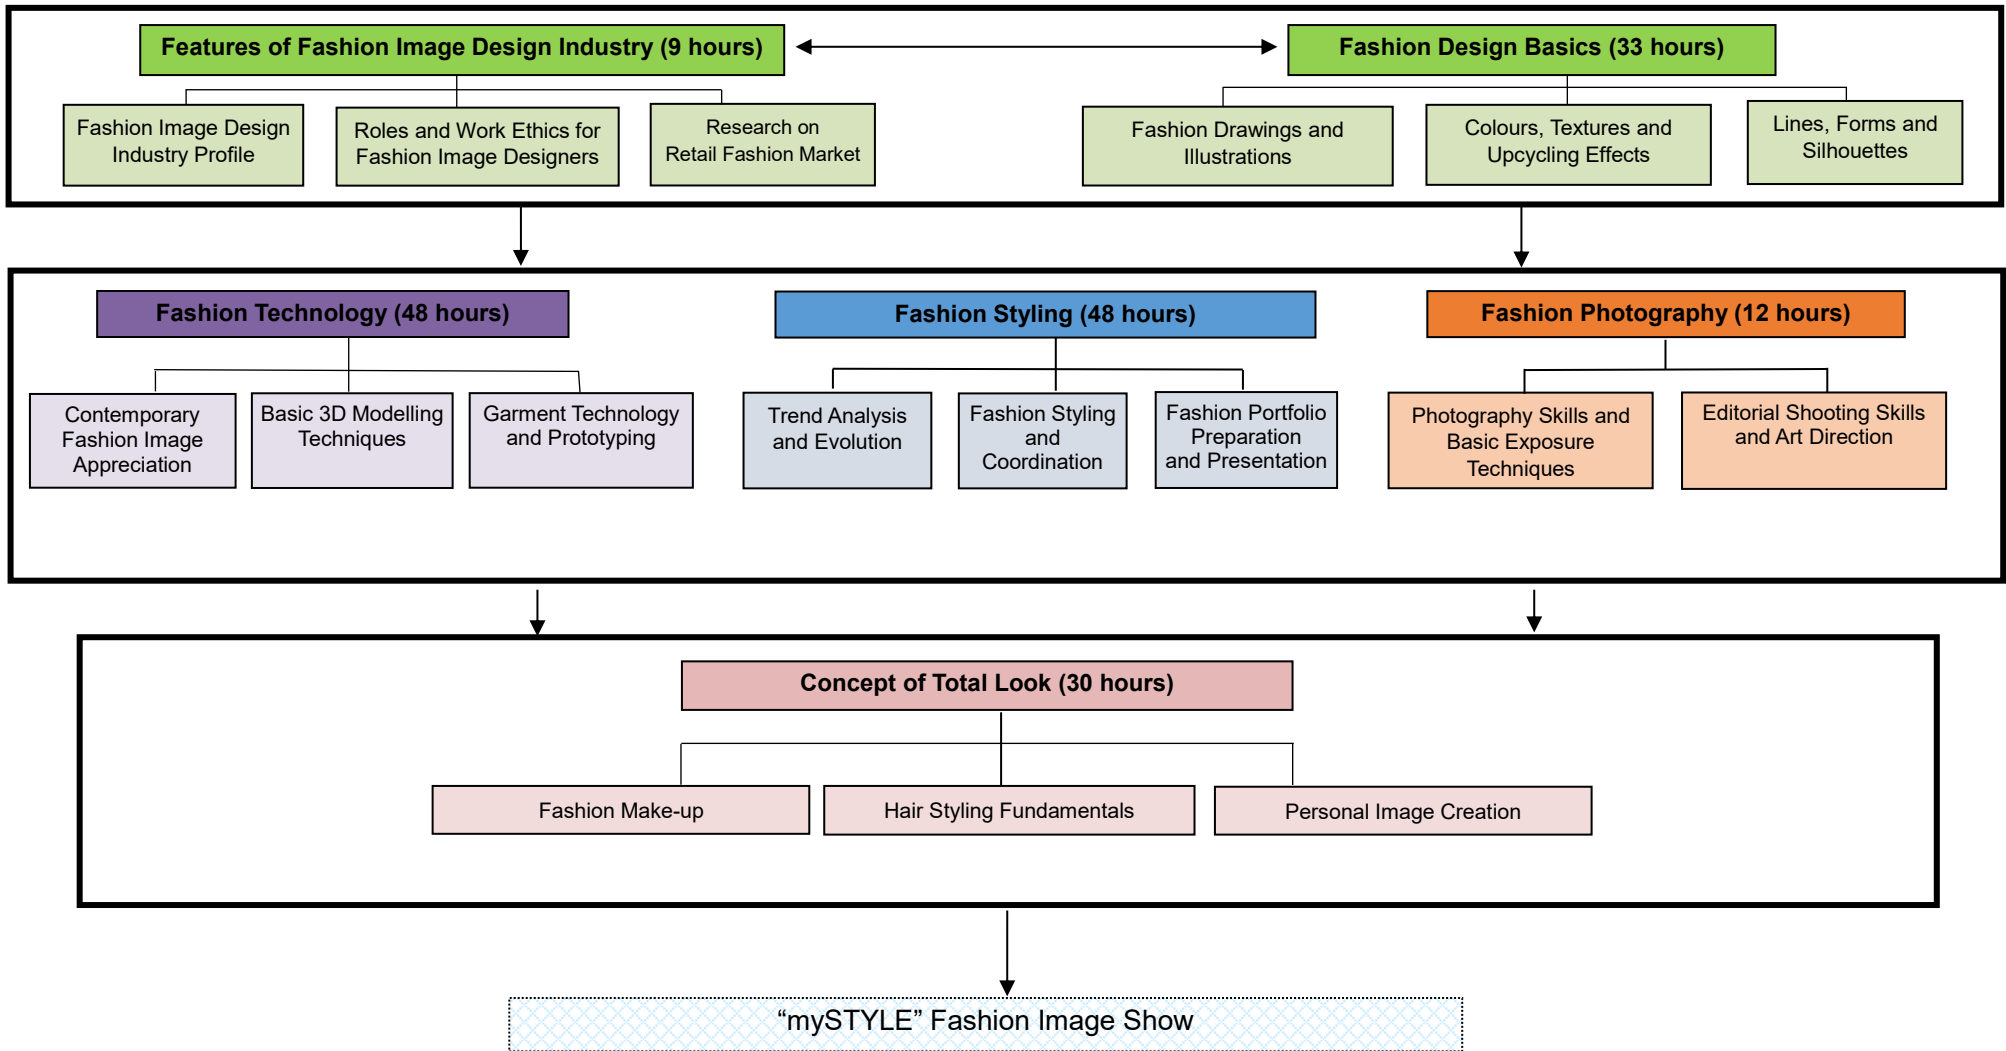 Features of Fashion Image Design Industry (9 hours)
Fashion Design Basics (33 hours)
Fashion Image Design
Industry Profile
Roles and Work Ethics for
Fashion Image Designers
Research on
Retail Fashion Market
Fashion Drawings and
Illustrations
Colours, Textures and
Upcycling Effects
Lines, Forms and
Silhouettes
Fashion Technology (48 hours)
Fashion Styling (48 hours)
Fashion Photography (12 hours)
Contemporary
Fashion Image
Appreciation
Basic 3D Modelling
Techniques
Garment Technology
and Prototyping
Trend Analysis
and Evolution
Fashion Styling
and
Coordination
Fashion Portfolio
Preparation
and Presentation
Photography Skills and
Basic Exposure
Techniques
Editorial Shooting Skills
and Art Direction
Concept of Total Look (30 hours)
Fashion Make-up
Hair Styling Fundamentals
Personal Image Creation
“mySTYLE” Fashion Image Show